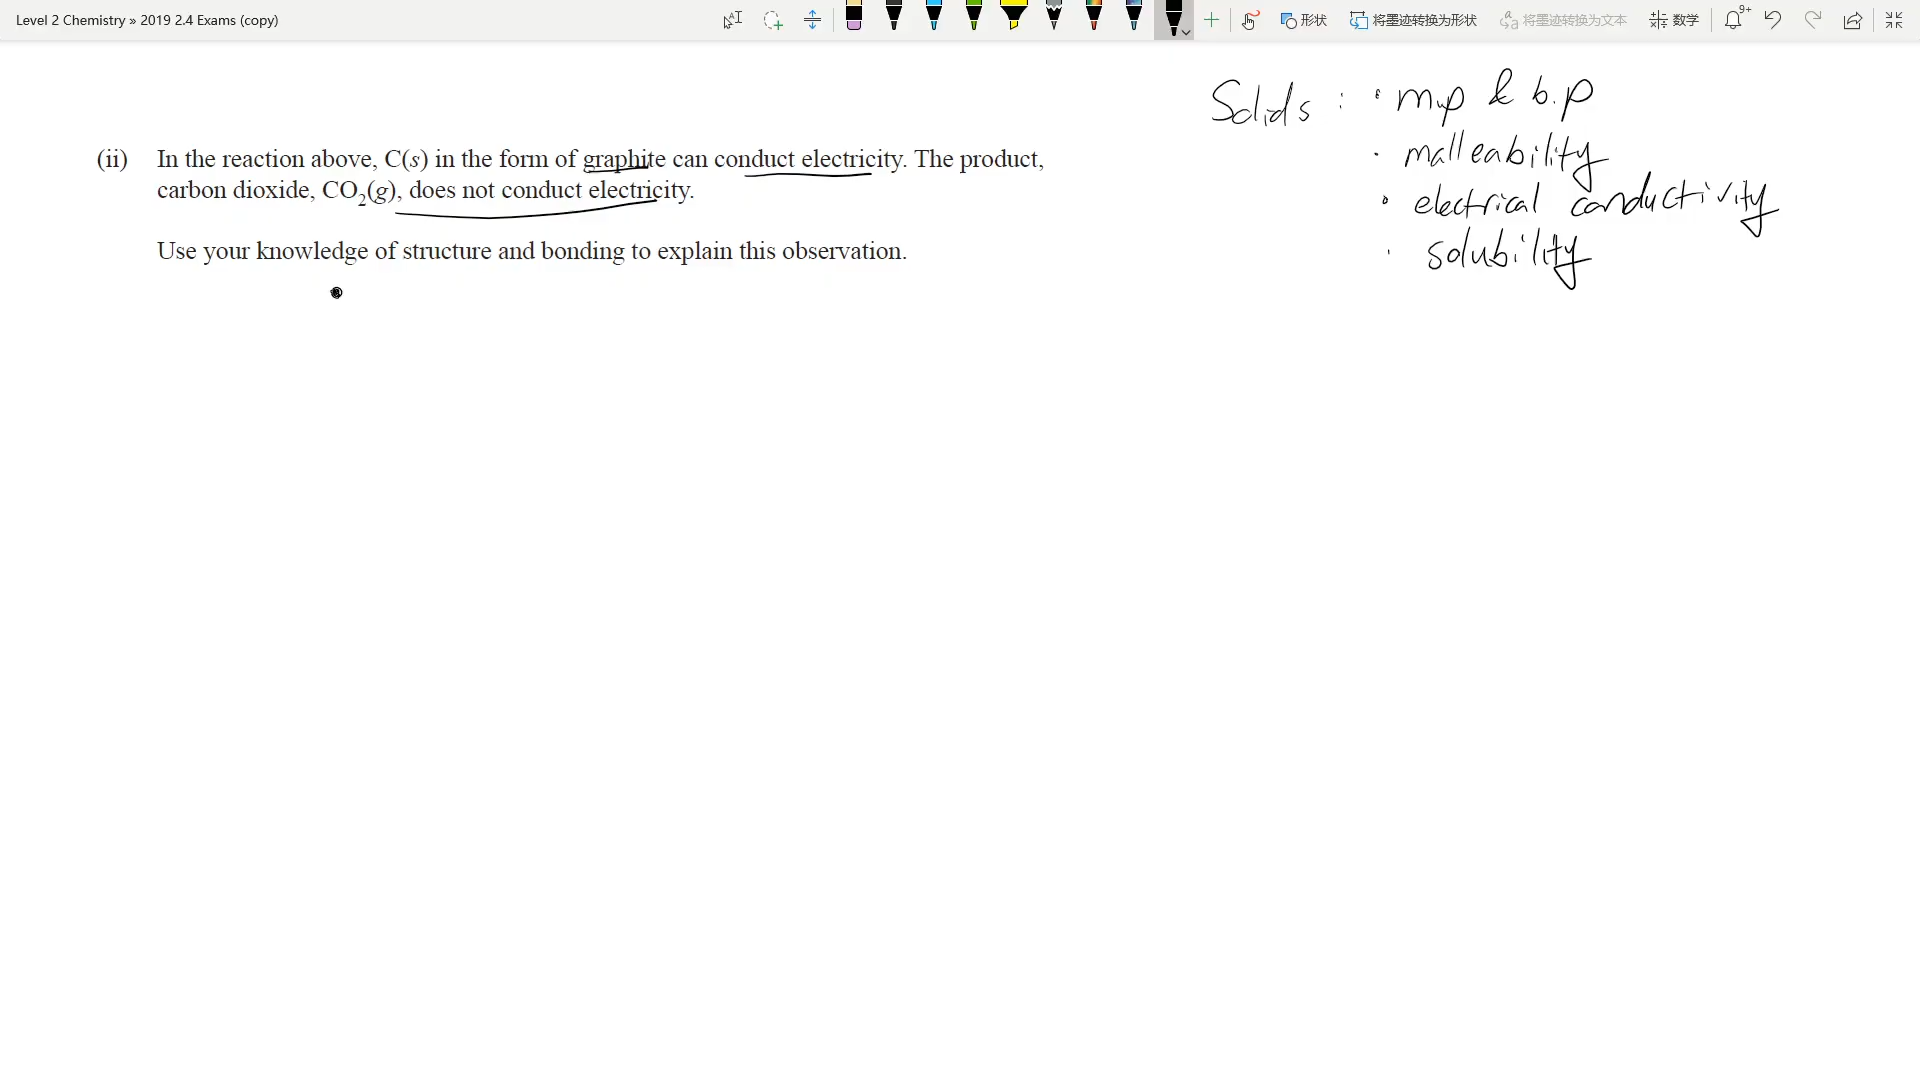 Level 2 Chemistry » 2019 2.4 Exams (copy)
形状 将墨迹转换为形状 将墨迹转换为文本 数学 9+
Solids : · m.p & b.p
· malleability
· electrical conductivity
· solubility
(ii) In the reaction above, C(s) in the form of graphite can conduct electricity. The product,
carbon dioxide, CO₂(g), does not conduct electricity.
Use your knowledge of structure and bonding to explain this observation.